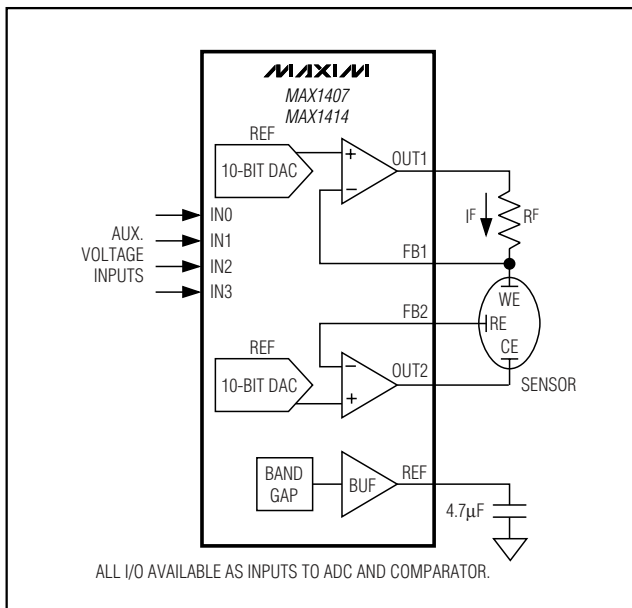 MAXIM
MAX1407
MAX1414
REF
10-BIT DAC
+
−
OUT1
IF
RF
FB1
AUX.
VOLTAGE
INPUTS
IN0
IN1
IN2
IN3
WE
RE
CE
SENSOR
FB2
REF
10-BIT DAC
−
+
OUT2
BAND
GAP
BUF
REF
4.7µF
ALL I/O AVAILABLE AS INPUTS TO ADC AND COMPARATOR.